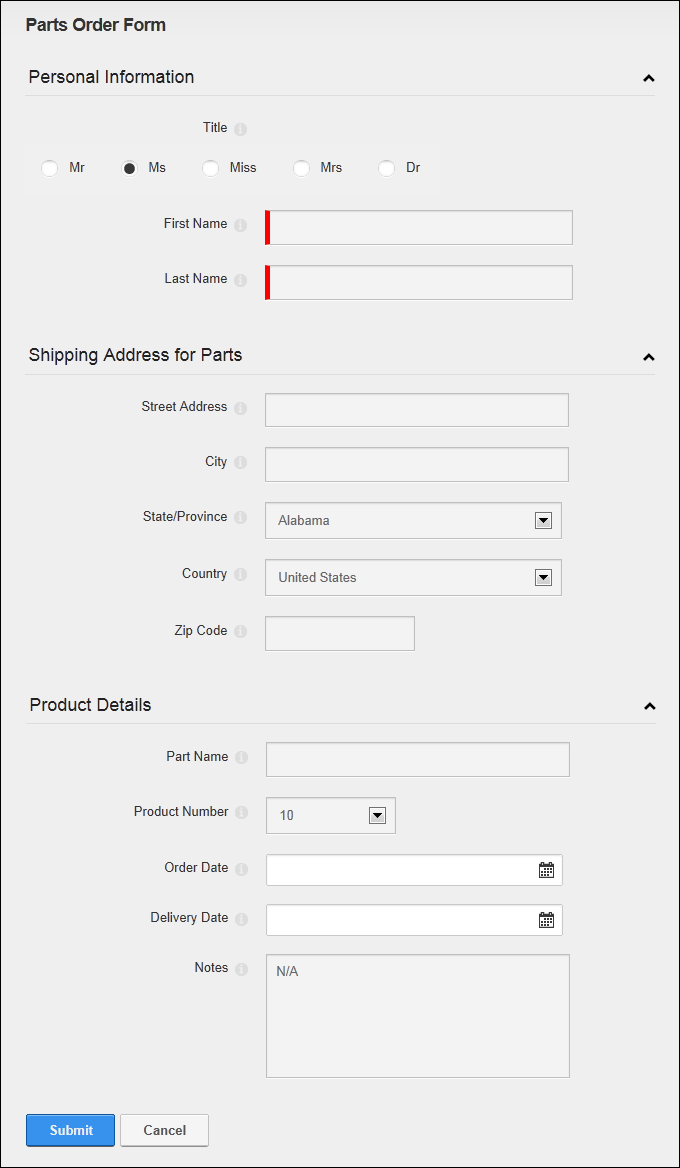 Parts Order Form
Personal Information
Title
Mr Ms Miss Mrs Dr
First Name
Last Name
Shipping Address for Parts
Street Address
City
State/Province Alabama
Country United States
Zip Code
Product Details
Part Name
Product Number 10
Order Date
Delivery Date
Notes N/A
Submit Cancel